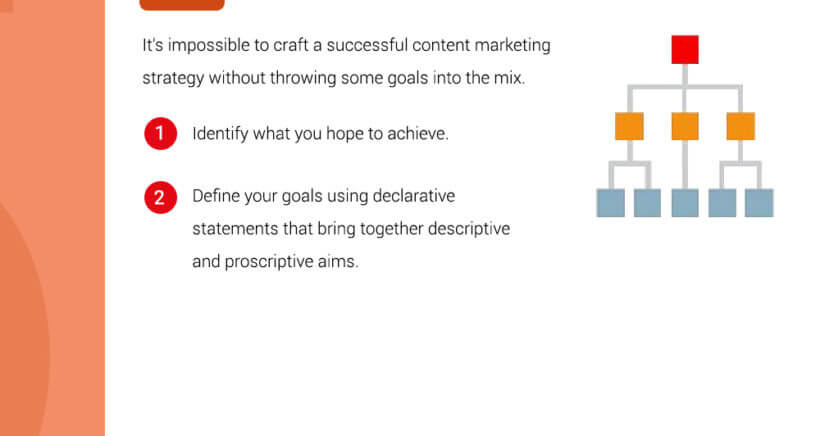 It's impossible to craft a successful content marketing
strategy without throwing some goals into the mix.
1 Identify what you hope to achieve.
2 Define your goals using declarative
statements that bring together descriptive
and proscriptive aims.